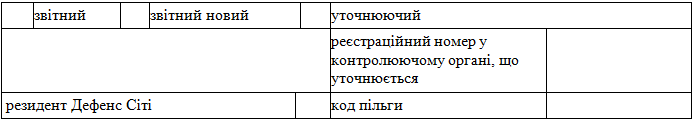 звітний звітний новий уточнюючий
реєстраційний номер у
контролюючому органі, що
уточнюється
резидент Дефенс Сіті код пільги